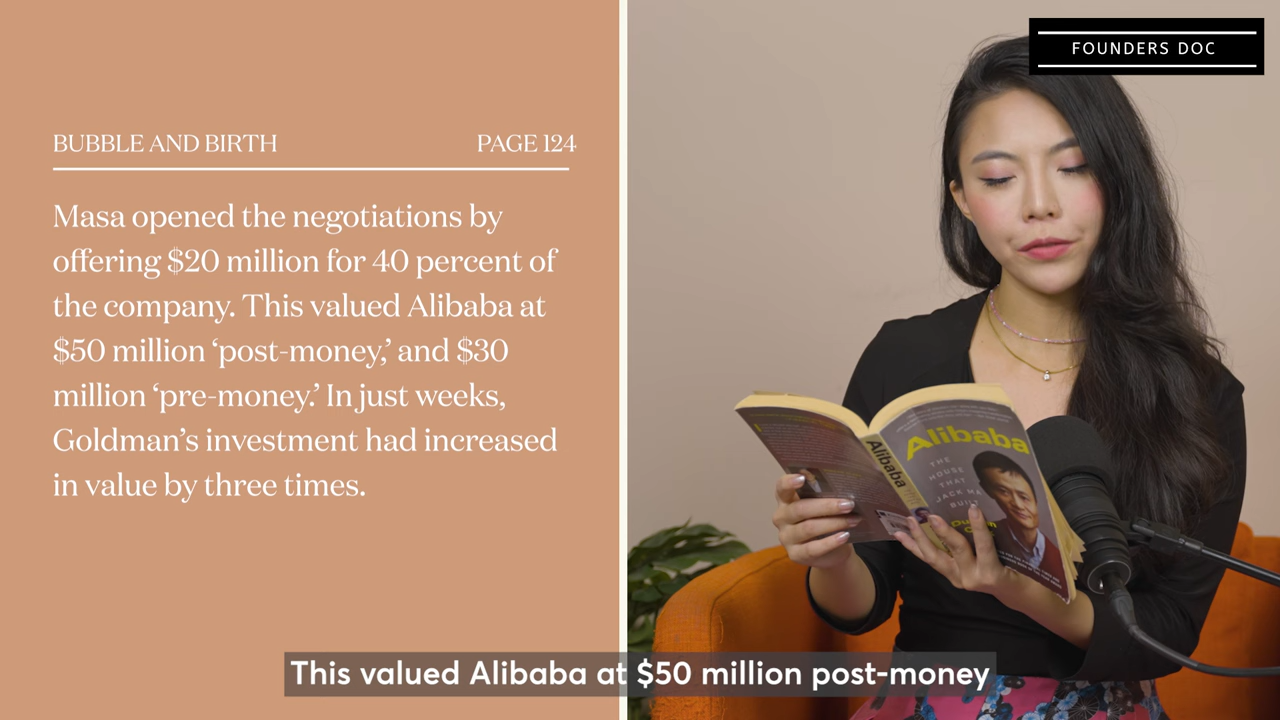 FOUNDERS DOC
BUBBLE AND BIRTH
PAGE 124
Masa opened the negotiations by
offering $20 million for 40 percent of
the company. This valued Alibaba at
$50 million ‘post-money,’ and $30
million ‘pre-money.’ In just weeks,
Goldman’s investment had increased
in value by three times.
Alibaba
Alibaba
THE
HOUSE
THAT
JACK MA
BUILT
This valued Alibaba at $50 million post-money